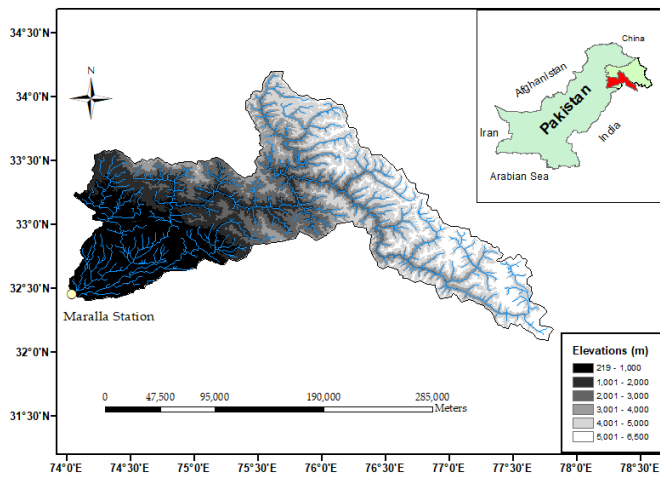 34°30'N
34°0'N
33°30'N
33°0'N
32°30'N
32°0'N
31°30'N
N
China
Afghanistan
Pakistan
Iran
India
Arabian Sea
Maralla Station
0 47,500 95,000 190,000 285,000
Meters
Elevations (m)
219 - 1,000
1,001 - 2,000
2,001 - 3,000
3,001 - 4,000
4,001 - 5,000
5,001 - 6,500
74°0'E 74°30'E 75°0'E 75°30'E 76°0'E 76°30'E 77°0'E 77°30'E 78°0'E 78°30'E